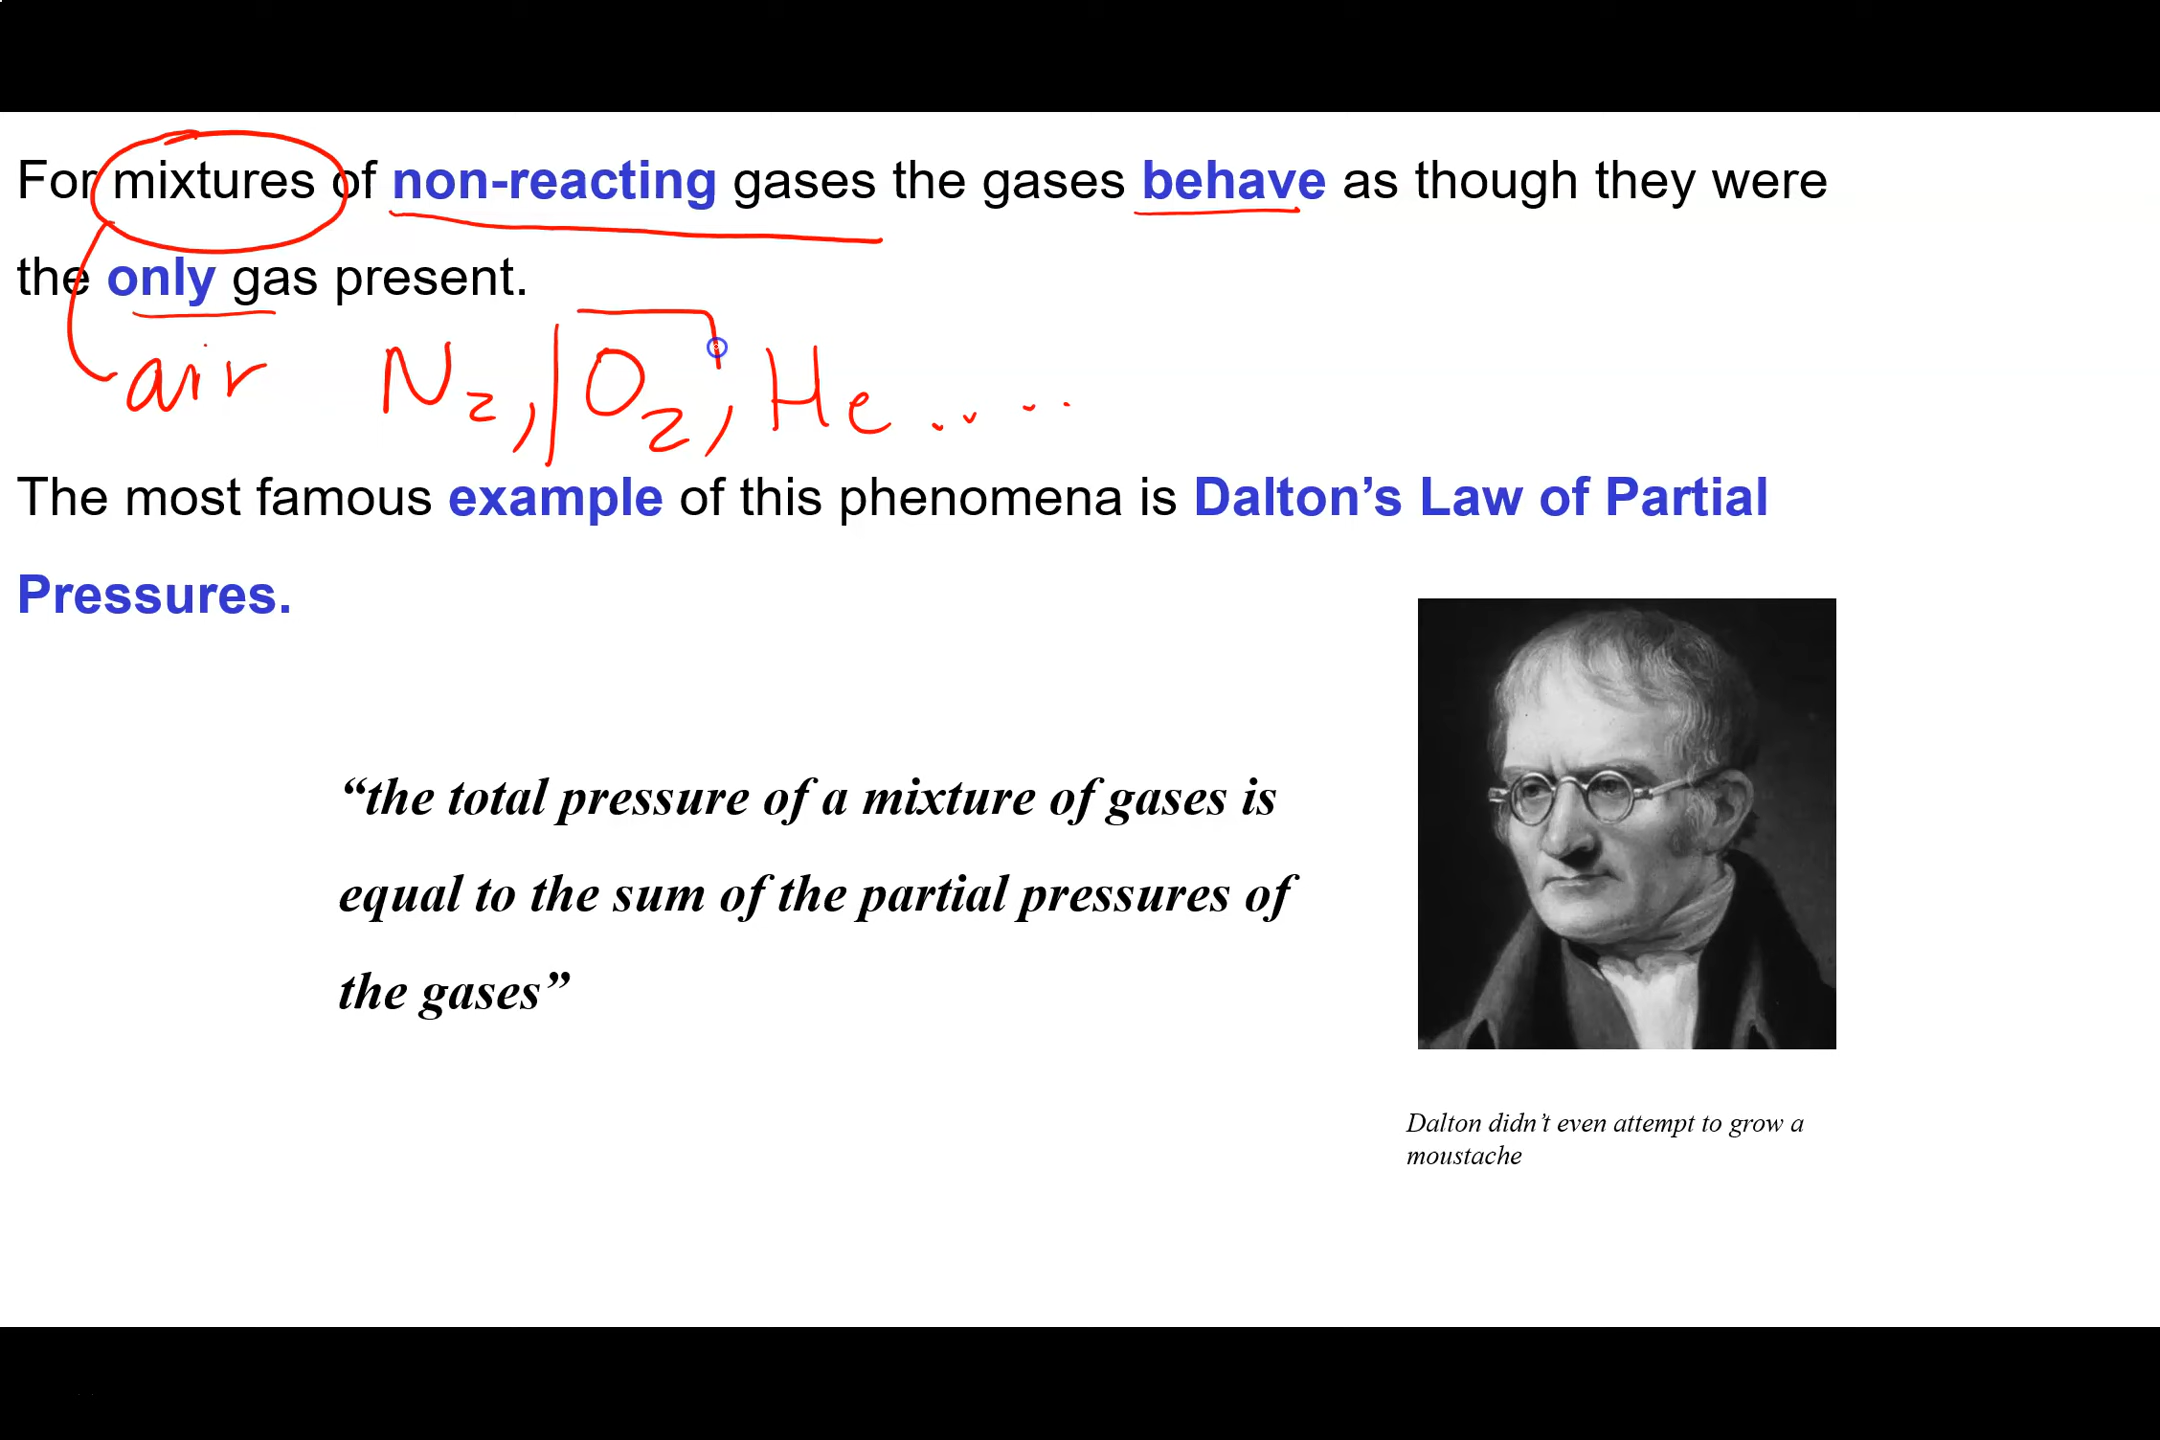 For mixtures of non-reacting gases the gases behave as though they were
the only gas present.
air N₂, O₂, He ....
The most famous example of this phenomena is Dalton’s Law of Partial
Pressures.
“the total pressure of a mixture of gases is
equal to the sum of the partial pressures of
the gases”
Dalton didn’t even attempt to grow a
moustache